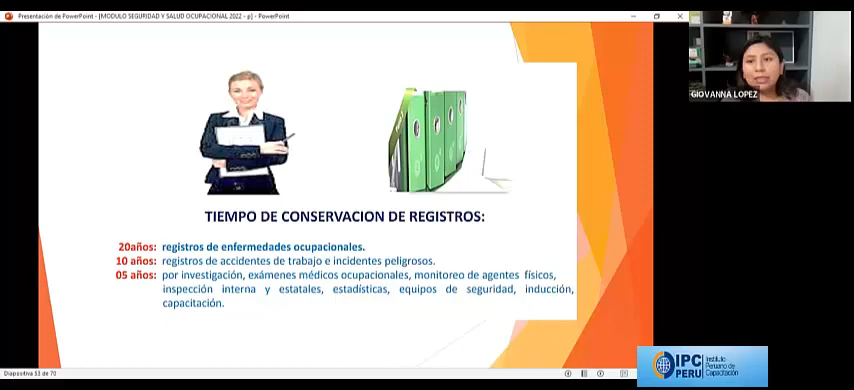 Presentación de PowerPoint - [MODULO SEGURIDAD Y SALUD OCUPACIONAL 2022 - p] - PowerPoint
GIOVANNA LOPEZ
TIEMPO DE CONSERVACION DE REGISTROS:
20años: registros de enfermedades ocupacionales.
10 años: registros de accidentes de trabajo e incidentes peligrosos.
05 años: por investigación, exámenes médicos ocupacionales, monitoreo de agentes físicos,
inspección interna y estatales, estadísticas, equipos de seguridad, inducción,
capacitación.
Diapositiva 53 de 70
IPC PERU
Instituto
Peruano de
Capacitación